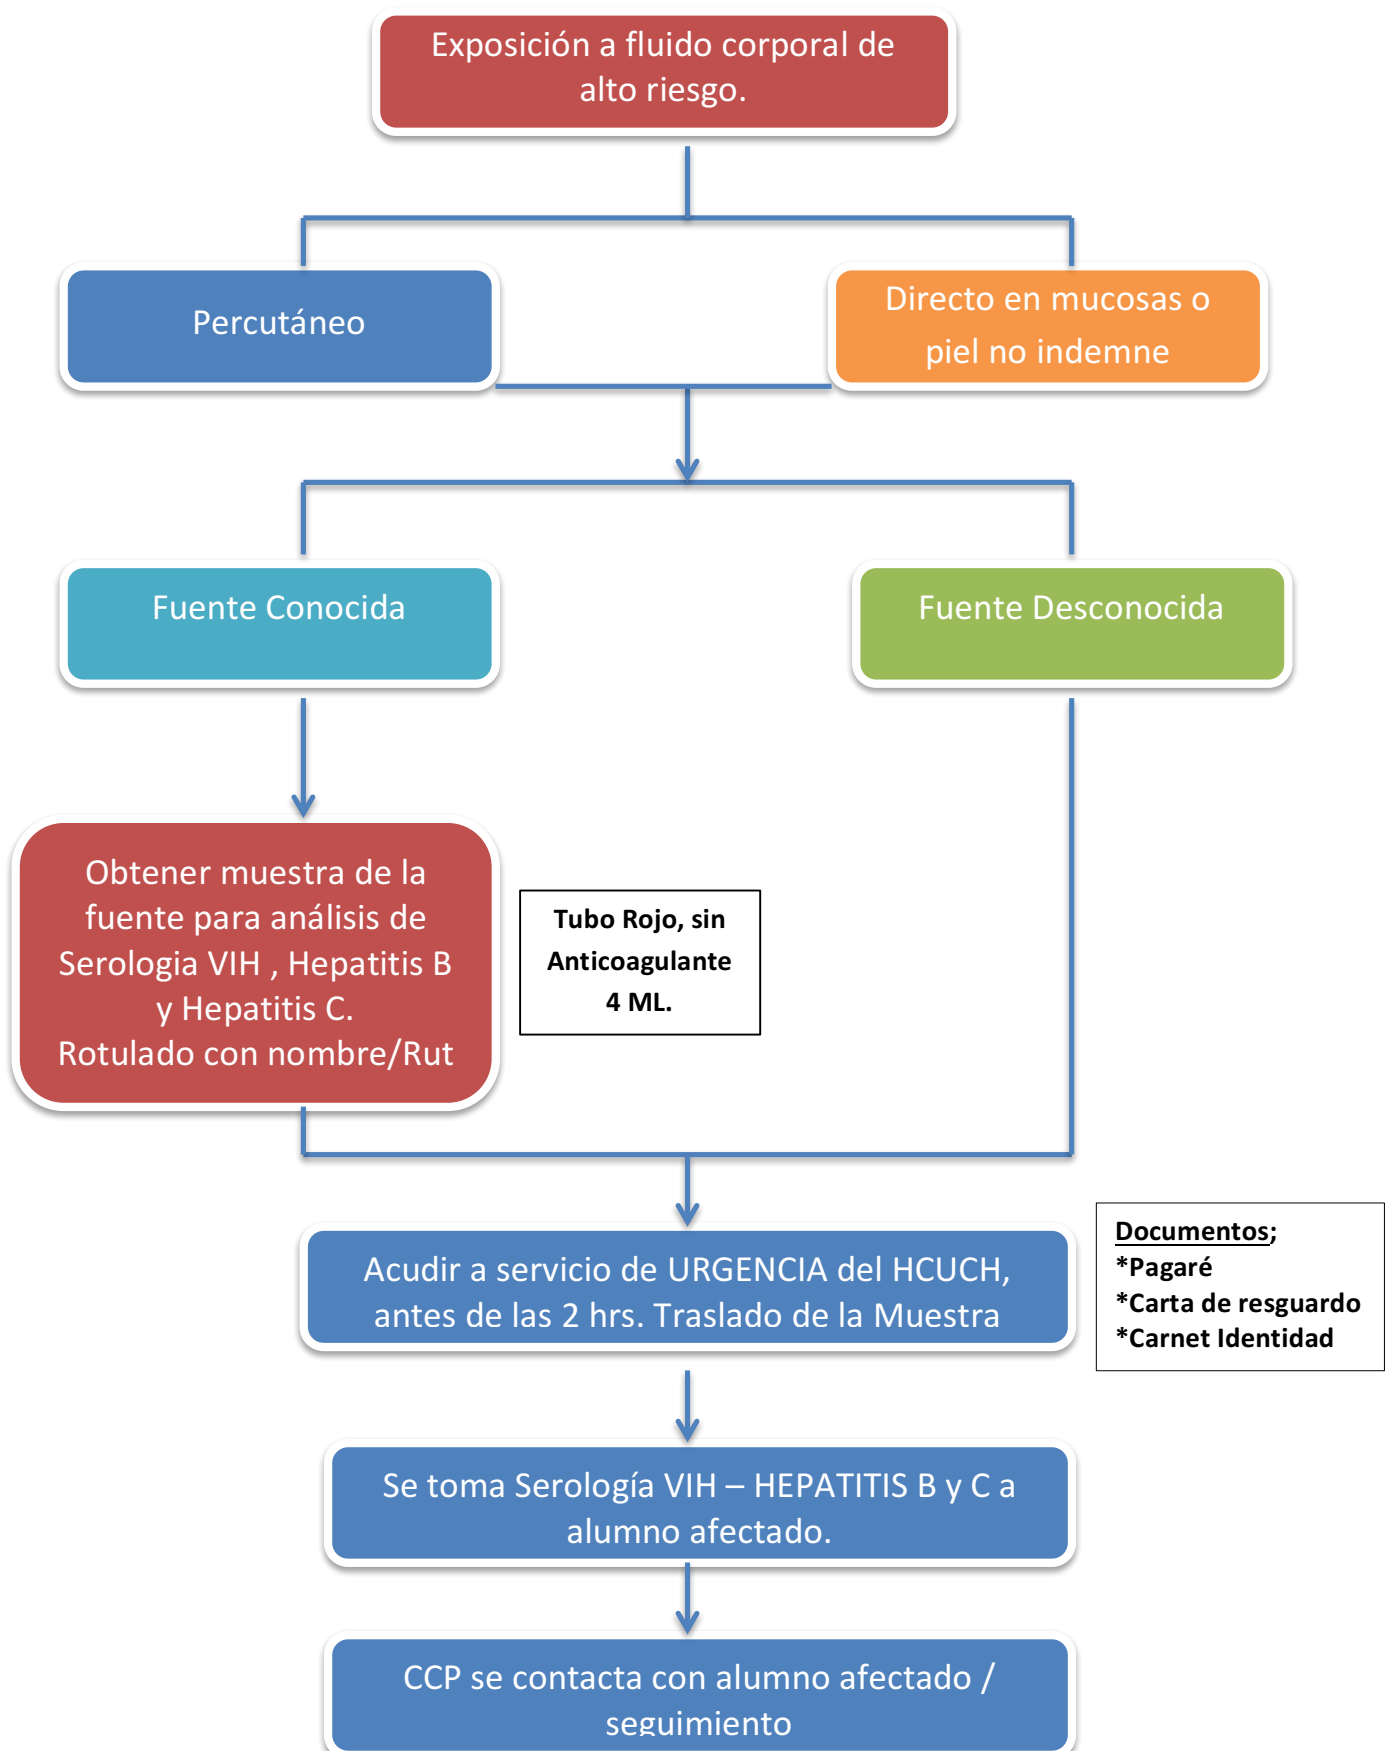 Exposición a fluido corporal de
alto riesgo.
Percutáneo
Directo en mucosas o
piel no indemne
Fuente Conocida
Fuente Desconocida
Obtener muestra de la
fuente para análisis de
Serologia VIH , Hepatitis B
y Hepatitis C.
Rotulado con nombre/Rut
Tubo Rojo, sin
Anticoagulante
4 ML.
Acudir a servicio de URGENCIA del HCUCH,
antes de las 2 hrs. Traslado de la Muestra
Documentos;
*Pagaré
*Carta de resguardo
*Carnet Identidad
Se toma Serología VIH – HEPATITIS B y C a
alumno afectado.
CCP se contacta con alumno afectado /
seguimiento